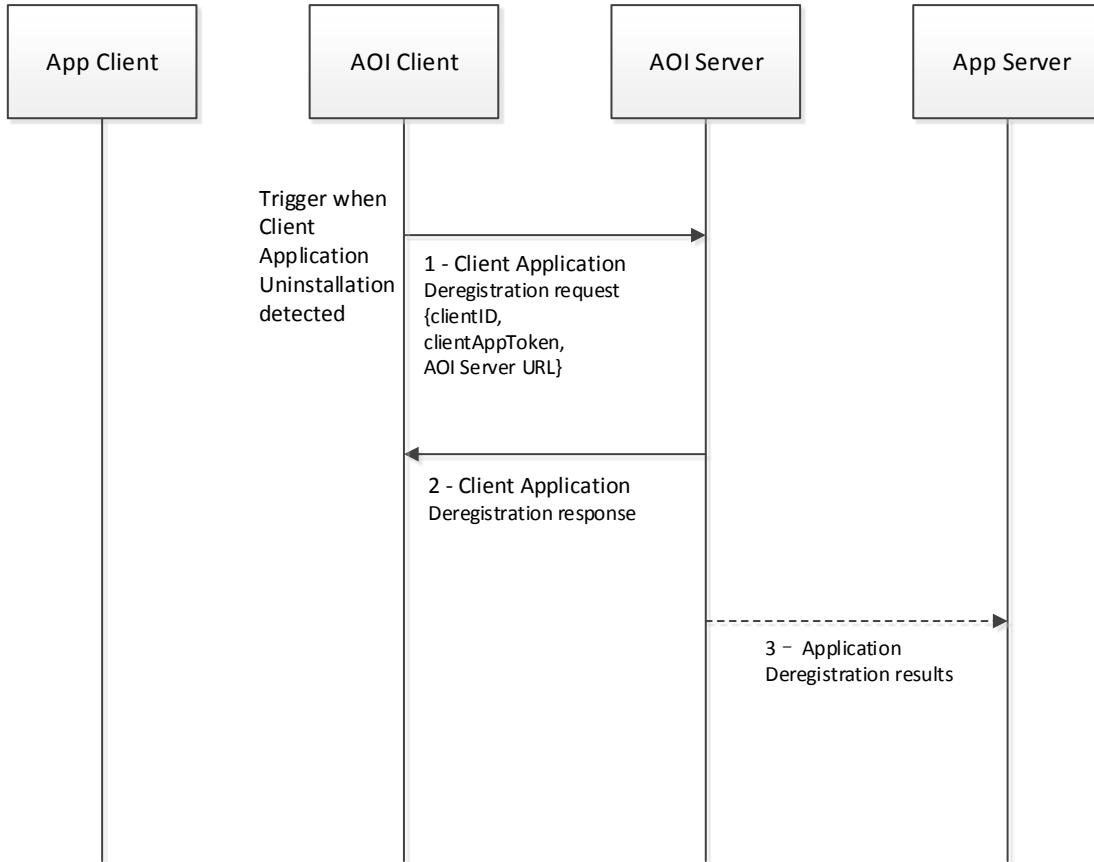 App Client
AOI Client
AOI Server
App Server
Trigger when
Client
Application
Uninstallation
detected
1 - Client Application
Deregistration request
{clientID,
clientAppToken,
AOI Server URL}
2 - Client Application
Deregistration response
3 – Application
Deregistration results